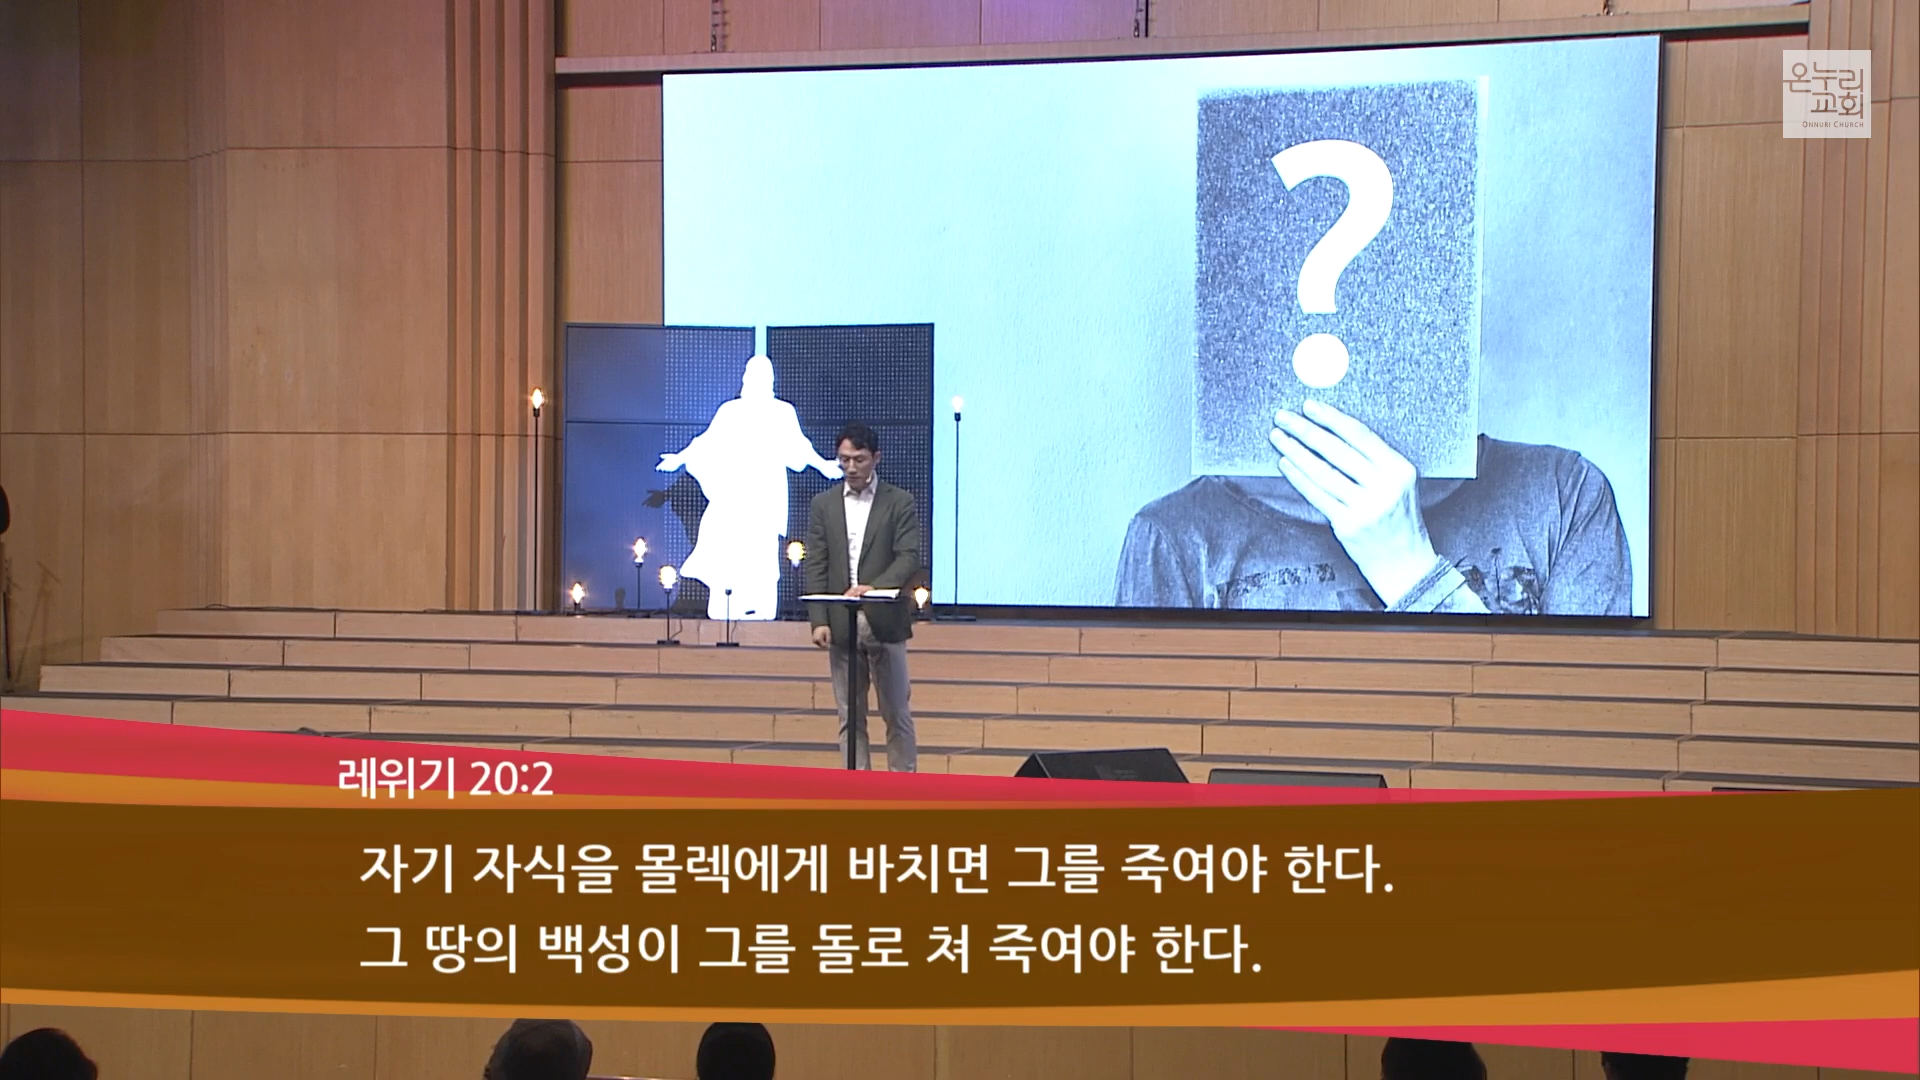 온누리
교회
ONNURI CHURCH
?
레위기 20:2
자기 자식을 몰렉에게 바치면 그를 죽여야 한다.
그 땅의 백성이 그를 돌로 쳐 죽여야 한다.